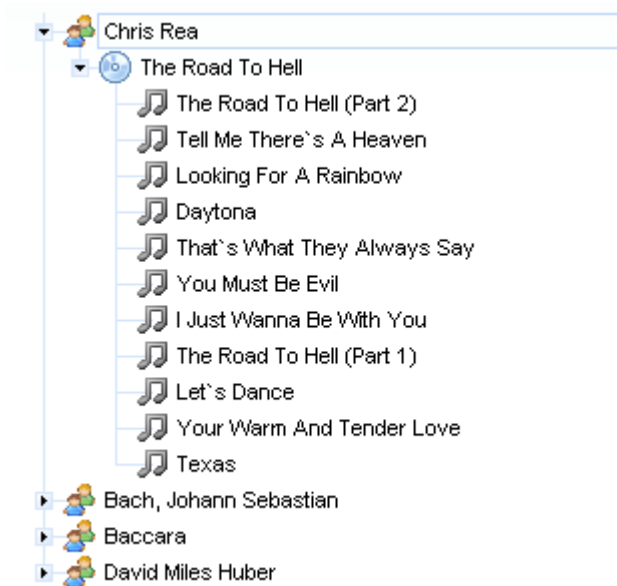 Chris Rea
The Road To Hell
The Road To Hell (Part 2)
Tell Me There`s A Heaven
Looking For A Rainbow
Daytona
That`s What They Always Say
You Must Be Evil
I Just Wanna Be With You
The Road To Hell (Part 1)
Let`s Dance
Your Warm And Tender Love
Texas
Bach, Johann Sebastian
Baccara
David Miles Huber